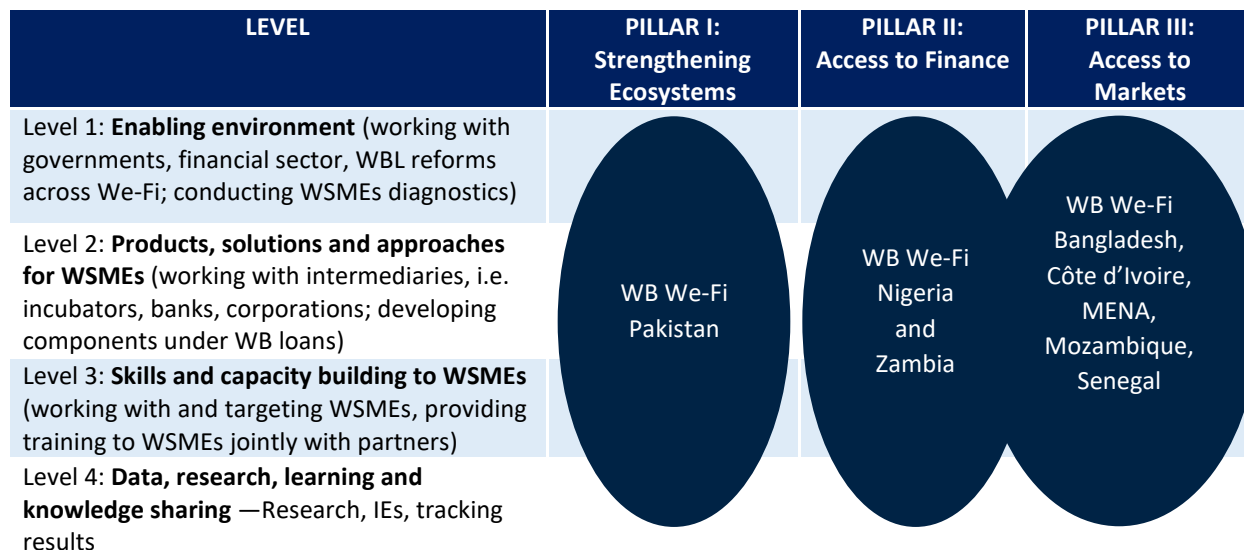 LEVEL
PILLAR I:
Strengthening
Ecosystems
PILLAR II:
Access to Finance
PILLAR III:
Access to
Markets
Level 1: Enabling environment (working with
governments, financial sector, WBL reforms
across We-Fi; conducting WSMEs diagnostics)
Level 2: Products, solutions and approaches
for WSMEs (working with intermediaries, i.e.
incubators, banks, corporations; developing
components under WB loans)
Level 3: Skills and capacity building to WSMEs
(working with and targeting WSMEs, providing
training to WSMEs jointly with partners)
Level 4: Data, research, learning and
knowledge sharing —Research, IEs, tracking
results
WB We-Fi
Pakistan
WB We-Fi
Nigeria
and
Zambia
WB We-Fi
Bangladesh,
Côte d’Ivoire,
MENA,
Mozambique,
Senegal